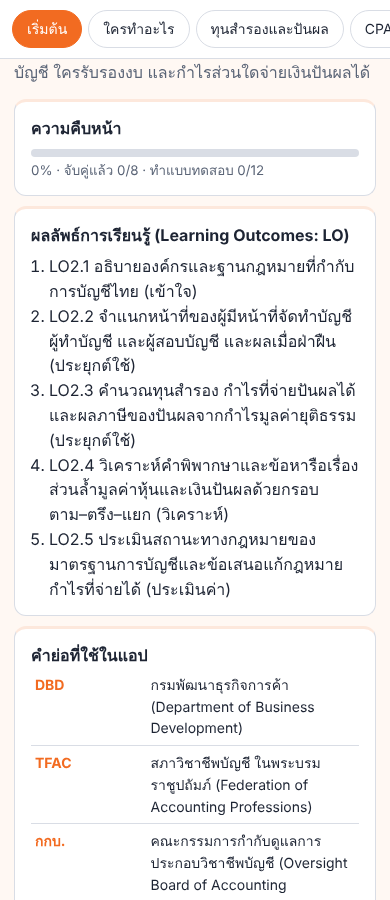 เริ่มต้น
ใครทำอะไร
ทุนสำรองและปันผล
CPA
บัญชี ใครรับรองงบ และกำไรส่วนใดจ่ายเงินปันผลได้
ความคืบหน้า
0% · จับคู่แล้ว 0/8 · ทำแบบทดสอบ 0/12
ผลลัพธ์การเรียนรู้ (Learning Outcomes: LO)
1. LO2.1 อธิบายองค์กรและฐานกฎหมายที่กำกับ
การบัญชีไทย (เข้าใจ)
2. LO2.2 จำแนกหน้าที่ของผู้มีหน้าที่จัดทำบัญชี
ผู้ทำบัญชี และผู้สอบบัญชี และผลเมื่อฝ่าฝืน
(ประยุกต์ใช้)
3. LO2.3 คำนวณทุนสำรอง กำไรที่จ่ายปันผลได้
และผลภาษีของปันผลจากกำไรมูลค่ายุติธรรม
(ประยุกต์ใช้)
4. LO2.4 วิเคราะห์คำพิพากษาและข้อหารือเรื่อง
ส่วนล้ำมูลค่าหุ้นและเงินปันผลด้วยกรอบ
ตาม–ตรึง–แยก (วิเคราะห์)
5. LO2.5 ประเมินสถานะทางกฎหมายของ
มาตรฐานการบัญชีและข้อเสนอแก้กฎหมาย
กำไรที่จ่ายได้ (ประเมินค่า)
คำย่อที่ใช้ในแอป
DBD
กรมพัฒนาธุรกิจการค้า
(Department of Business
Development)
TFAC
สภาวิชาชีพบัญชี ในพระบรม
ราชูปถัมภ์ (Federation of
Accounting Professions)
กกบ.
คณะกรรมการกำกับดูแลการ
ประกอบวิชาชีพบัญชี (Oversight
Board of Accounting